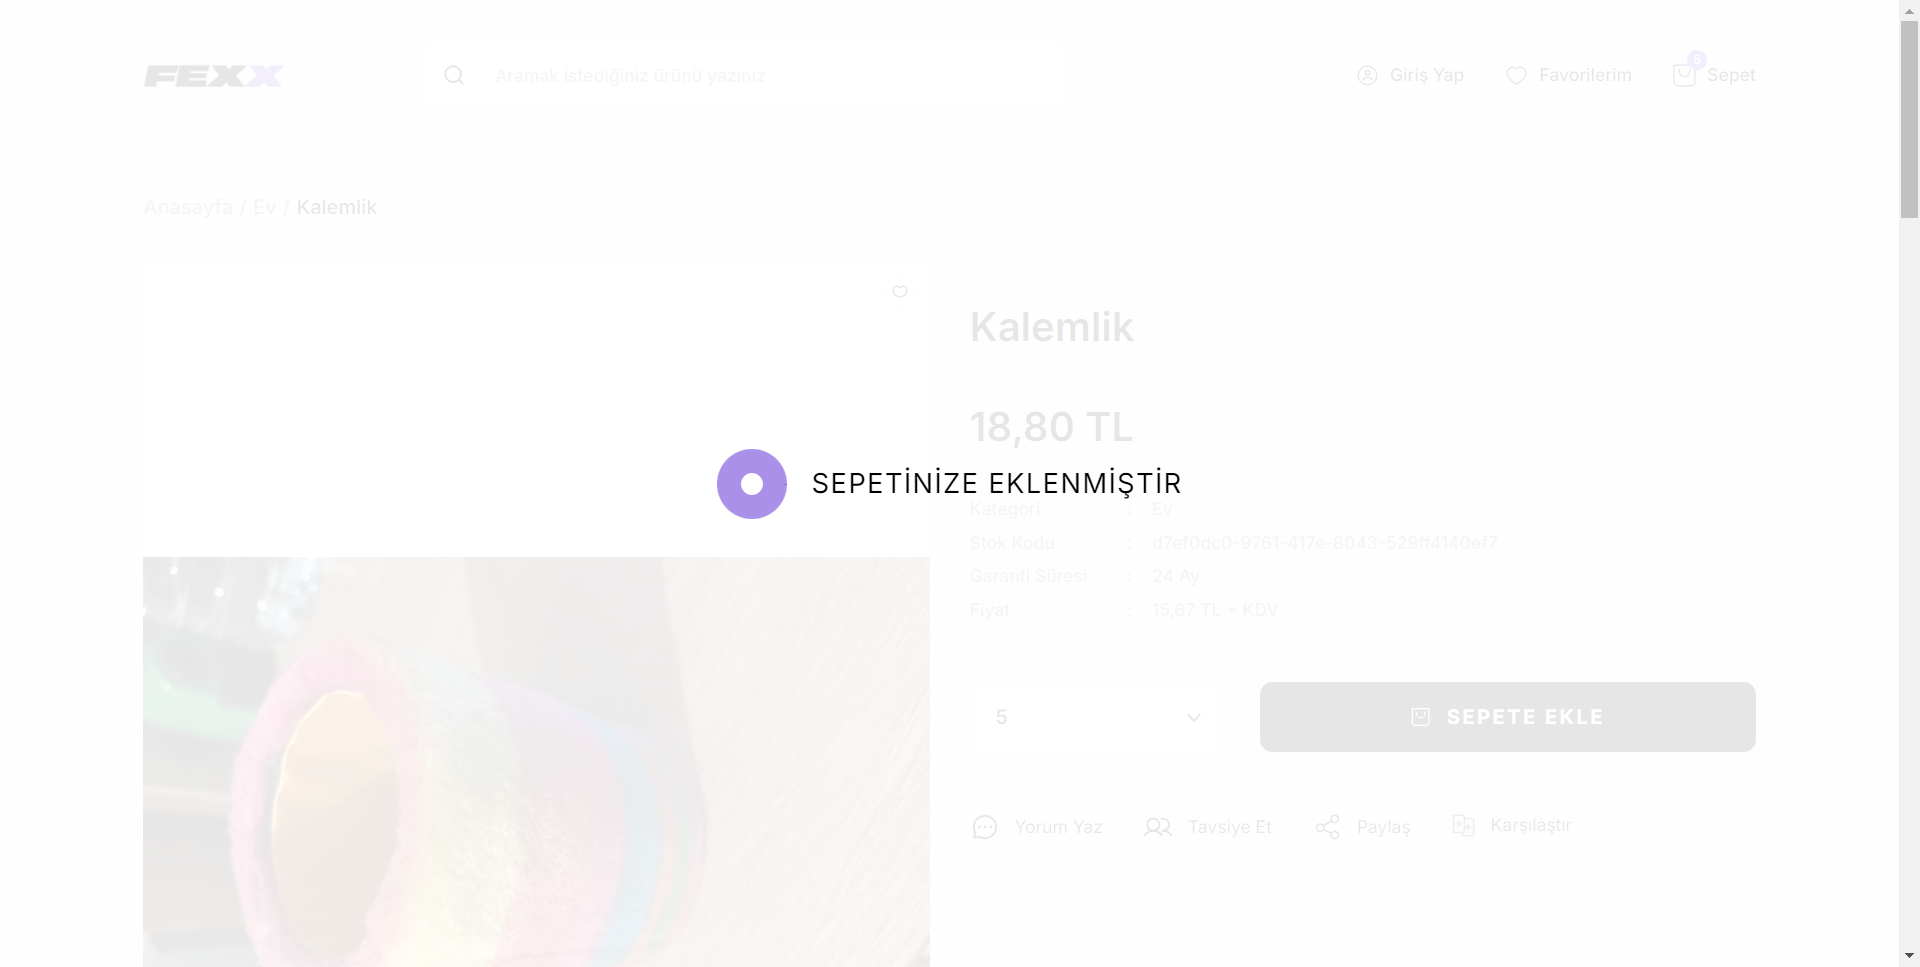 FEXX
Aramak istediğiniz ürünü yazınız
Giriş Yap
Favorilerim
5
Sepet
Anasayfa / Ev / Kalemlik
Kalemlik
18,80 TL
SEPETİNİZE EKLENMİŞTİR
Kategori : Ev
Stok Kodu : d7ef0dc0-9761-417e-8043-529ff4140ef7
Garanti Süresi : 24 Ay
Fiyat : 15,67 TL + KDV
5
SEPETE EKLE
Yorum Yaz
Tavsiye Et
Paylaş
Karşılaştır